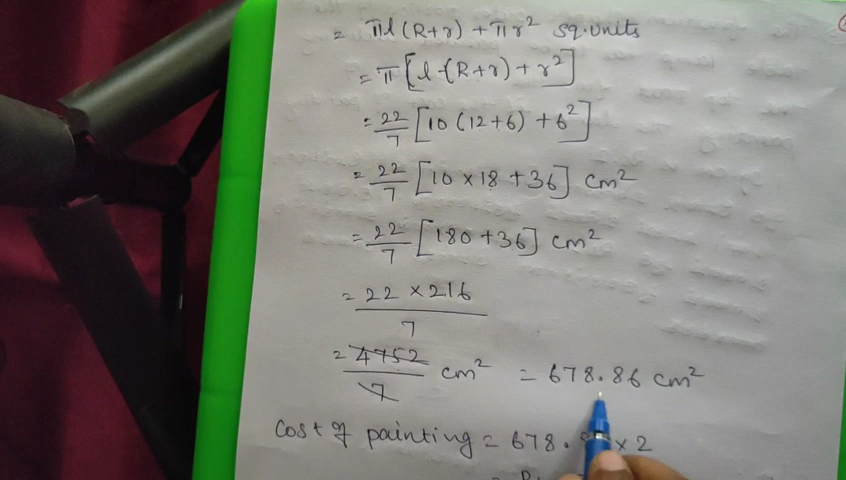 = πl(R+r) + πr² sq.units
= π[l(R+r) + r²]
= 22/7 [10(12+6) + 6²]
= 22/7 [10×18+36] cm²
= 22/7 [180+36] cm²
= 22×216/7
= 4752/7 cm² = 678.86 cm²
Cost of painting = 678. ×2
=